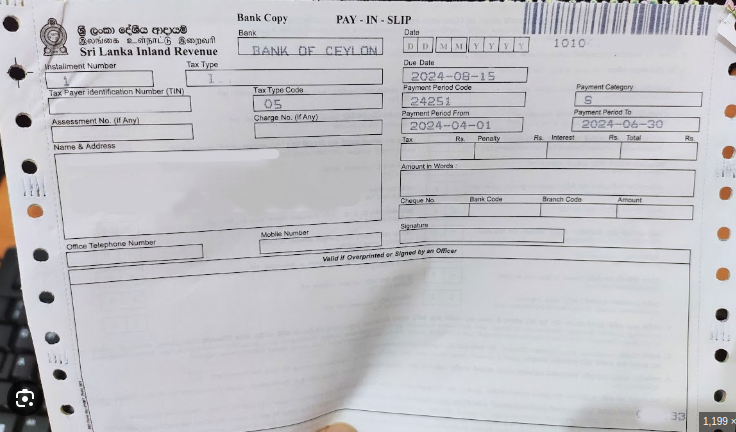 Bank Copy
PAY - IN - SLIP
ශ්‍රී ලංකා දේශීය ආදායම්
இலங்கை உள்நாட்டு இறைவரி
Sri Lanka Inland Revenue
Bank
BANK OF CEYLON
Date
D D M M Y Y Y Y
1010
Installment Number
1
Tax Type
I
Due Date
2024-08-15
Tax Payer Identification Number (TIN)
Tax Type Code
05
Payment Period Code
24251
Payment Category
S
Assessment No. (If Any)
Charge No. (If Any)
Payment Period From
2024-04-01
Payment Period To
2024-06-30
Name & Address
Tax Rs. Penalty Rs. Interest Rs. Total Rs.
Amount in Words :
Cheque No. Bank Code Branch Code Amount
Office Telephone Number
Mobile Number
Signature
Valid If Overprinted or Signed by an Officer
33
1,199 ×